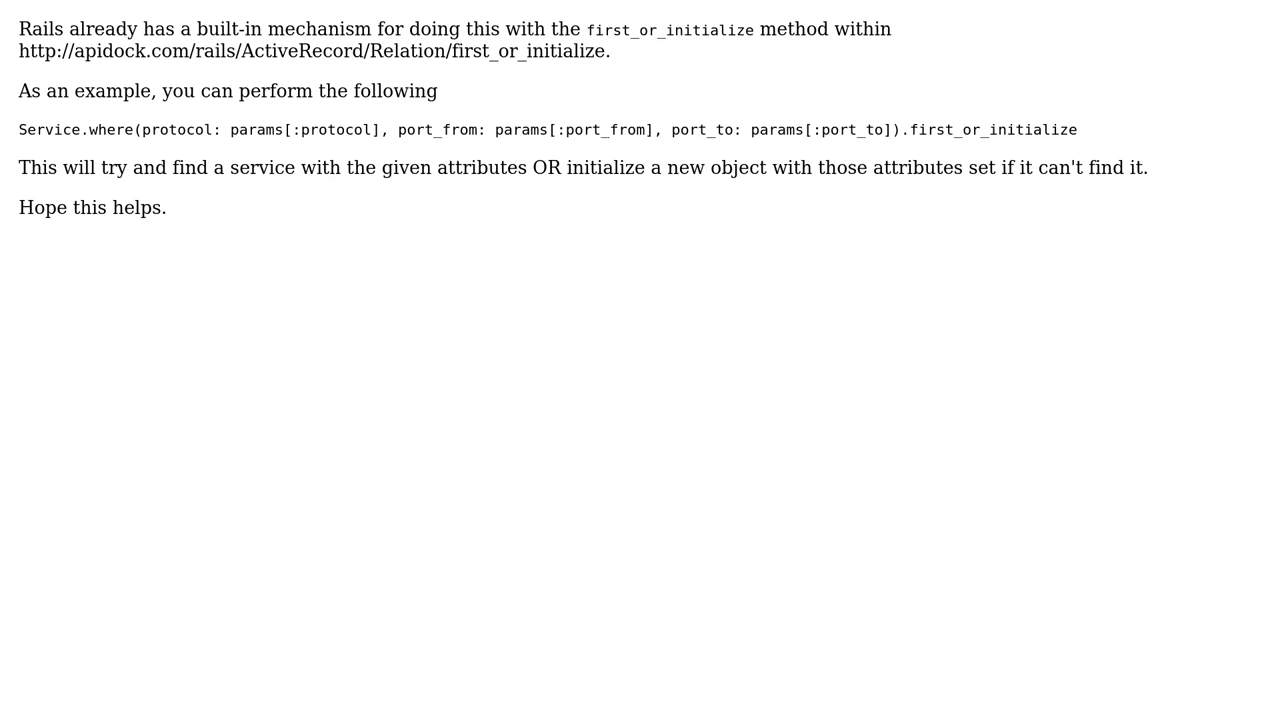 Rails already has a built-in mechanism for doing this with the first_or_initialize method within
http://apidock.com/rails/ActiveRecord/Relation/first_or_initialize.
As an example, you can perform the following
Service.where(protocol: params[:protocol], port_from: params[:port_from], port_to: params[:port_to]).first_or_initialize
This will try and find a service with the given attributes OR initialize a new object with those attributes set if it can't find it.
Hope this helps.